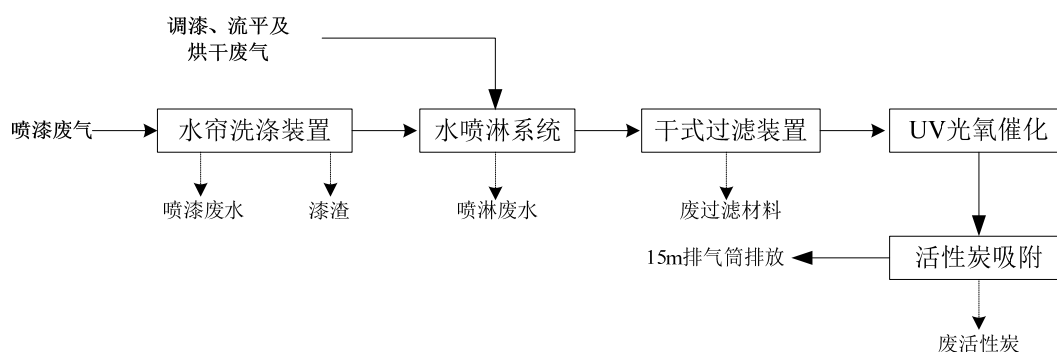 调漆、流平及
烘干废气
喷漆废气
水帘洗涤装置
水喷淋系统
干式过滤装置
UV光氧催化
喷漆废水
漆渣
喷淋废水
废过滤材料
15m排气筒排放
活性炭吸附
废活性炭